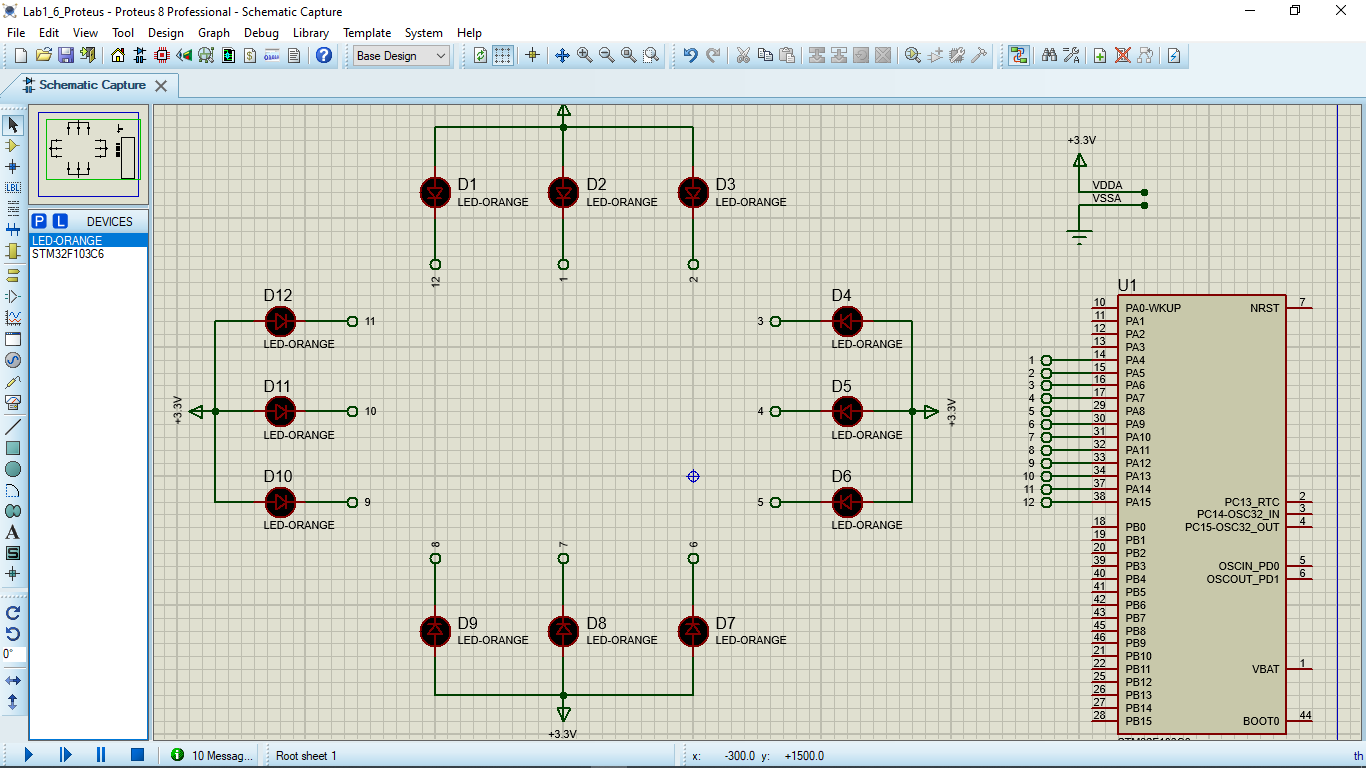 Lab1_6_Proteus - Proteus 8 Professional - Schematic Capture
File Edit View Tool Design Graph Debug Library Template System Help
Base Design
Schematic Capture
P L DEVICES
LED-ORANGE
STM32F103C6
LBL
A
S
0°
D1
LED-ORANGE
12
D2
LED-ORANGE
1
D3
LED-ORANGE
2
D12
11
LED-ORANGE
D11
10
LED-ORANGE
D10
9
LED-ORANGE
+3.3V
D4
3
LED-ORANGE
D5
4
LED-ORANGE
D6
5
LED-ORANGE
+3.3V
8
D9
LED-ORANGE
7
D8
LED-ORANGE
6
D7
LED-ORANGE
+3.3V
+3.3V
VDDA
VSSA
U1
10 PA0-WKUP NRST 7
11 PA1
12 PA2
13 PA3
1 14 PA4
2 15 PA5
3 16 PA6
4 17 PA7
5 29 PA8
6 30 PA9
7 31 PA10
8 32 PA11
9 33 PA12
10 34 PA13
11 37 PA14
12 38 PA15 PC13_RTC 2
PC14-OSC32_IN 3
18 PB0 PC15-OSC32_OUT 4
19 PB1
20 PB2
39 PB3 OSCIN_PD0 5
40 PB4 OSCOUT_PD1 6
41 PB5
42 PB6
43 PB7
45 PB8
46 PB9
21 PB10
22 PB11 VBAT 1
25 PB12
26 PB13
27 PB14
28 PB15 BOOT0 44
10 Messag... Root sheet 1 x: -300.0 y: +1500.0 th